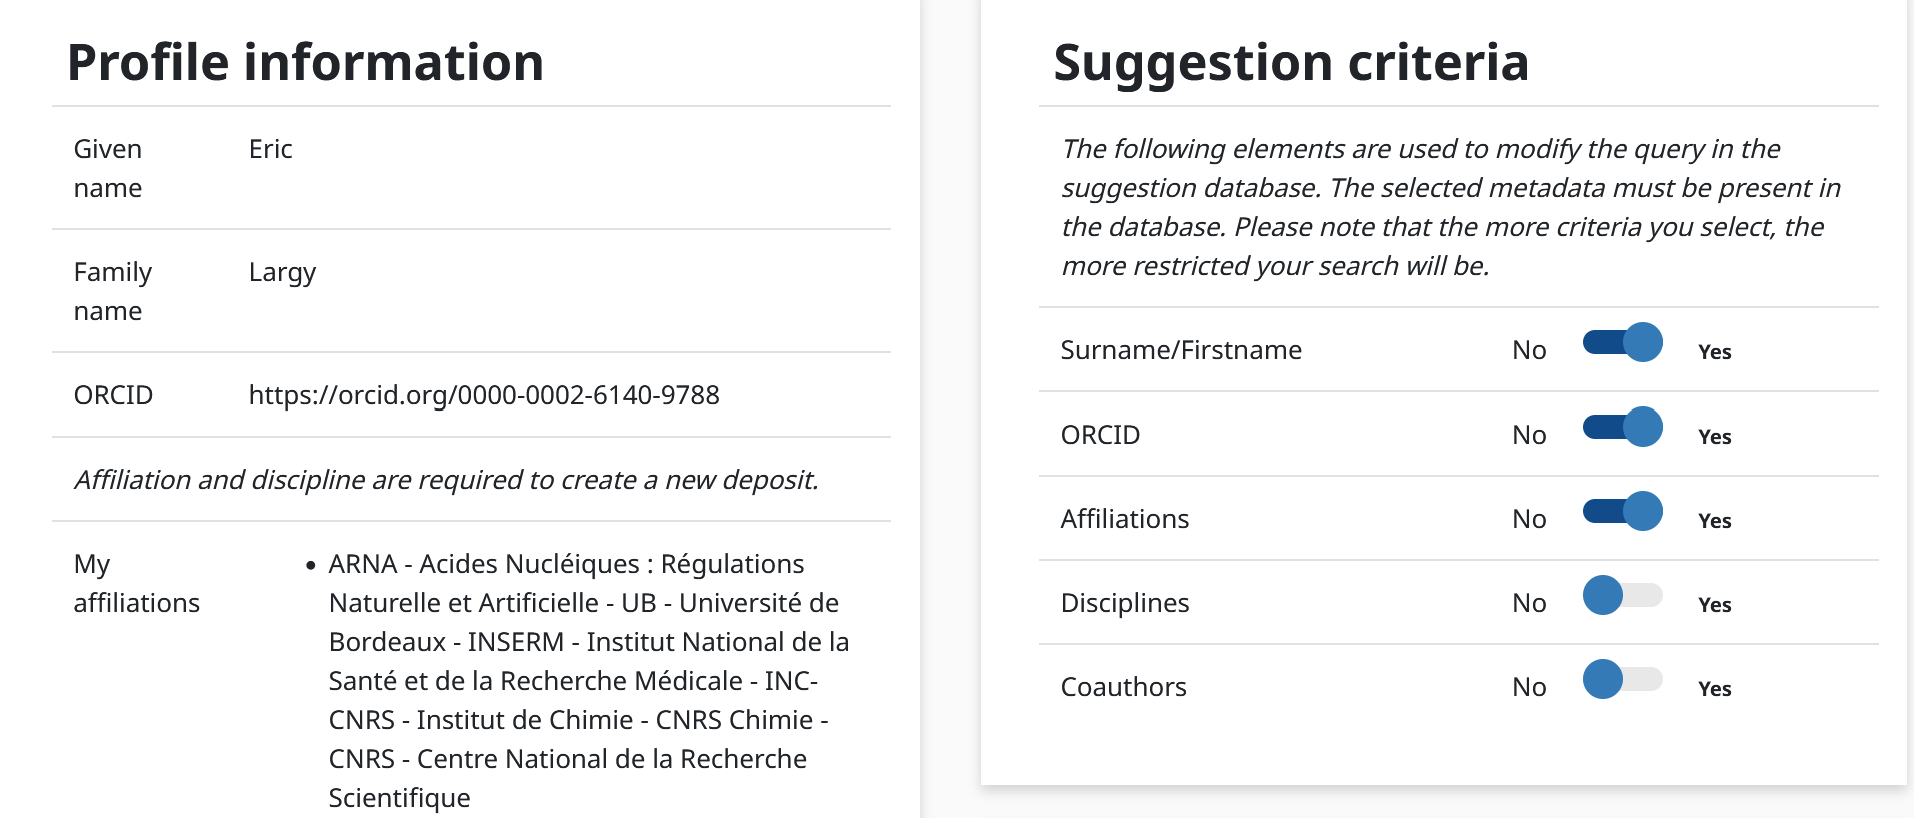 Profile information
Given
name
Eric
Family
name
Largy
ORCID
https://orcid.org/0000-0002-6140-9788
Affiliation and discipline are required to create a new deposit.
My
affiliations
• ARNA - Acides Nucléiques : Régulations
Naturelle et Artificielle - UB - Université de
Bordeaux - INSERM - Institut National de la
Santé et de la Recherche Médicale - INC-
CNRS - Institut de Chimie - CNRS Chimie -
CNRS - Centre National de la Recherche
Scientifique
Suggestion criteria
The following elements are used to modify the query in the
suggestion database. The selected metadata must be present in
the database. Please note that the more criteria you select, the
more restricted your search will be.
Surname/Firstname No Yes
ORCID No Yes
Affiliations No Yes
Disciplines No Yes
Coauthors No Yes